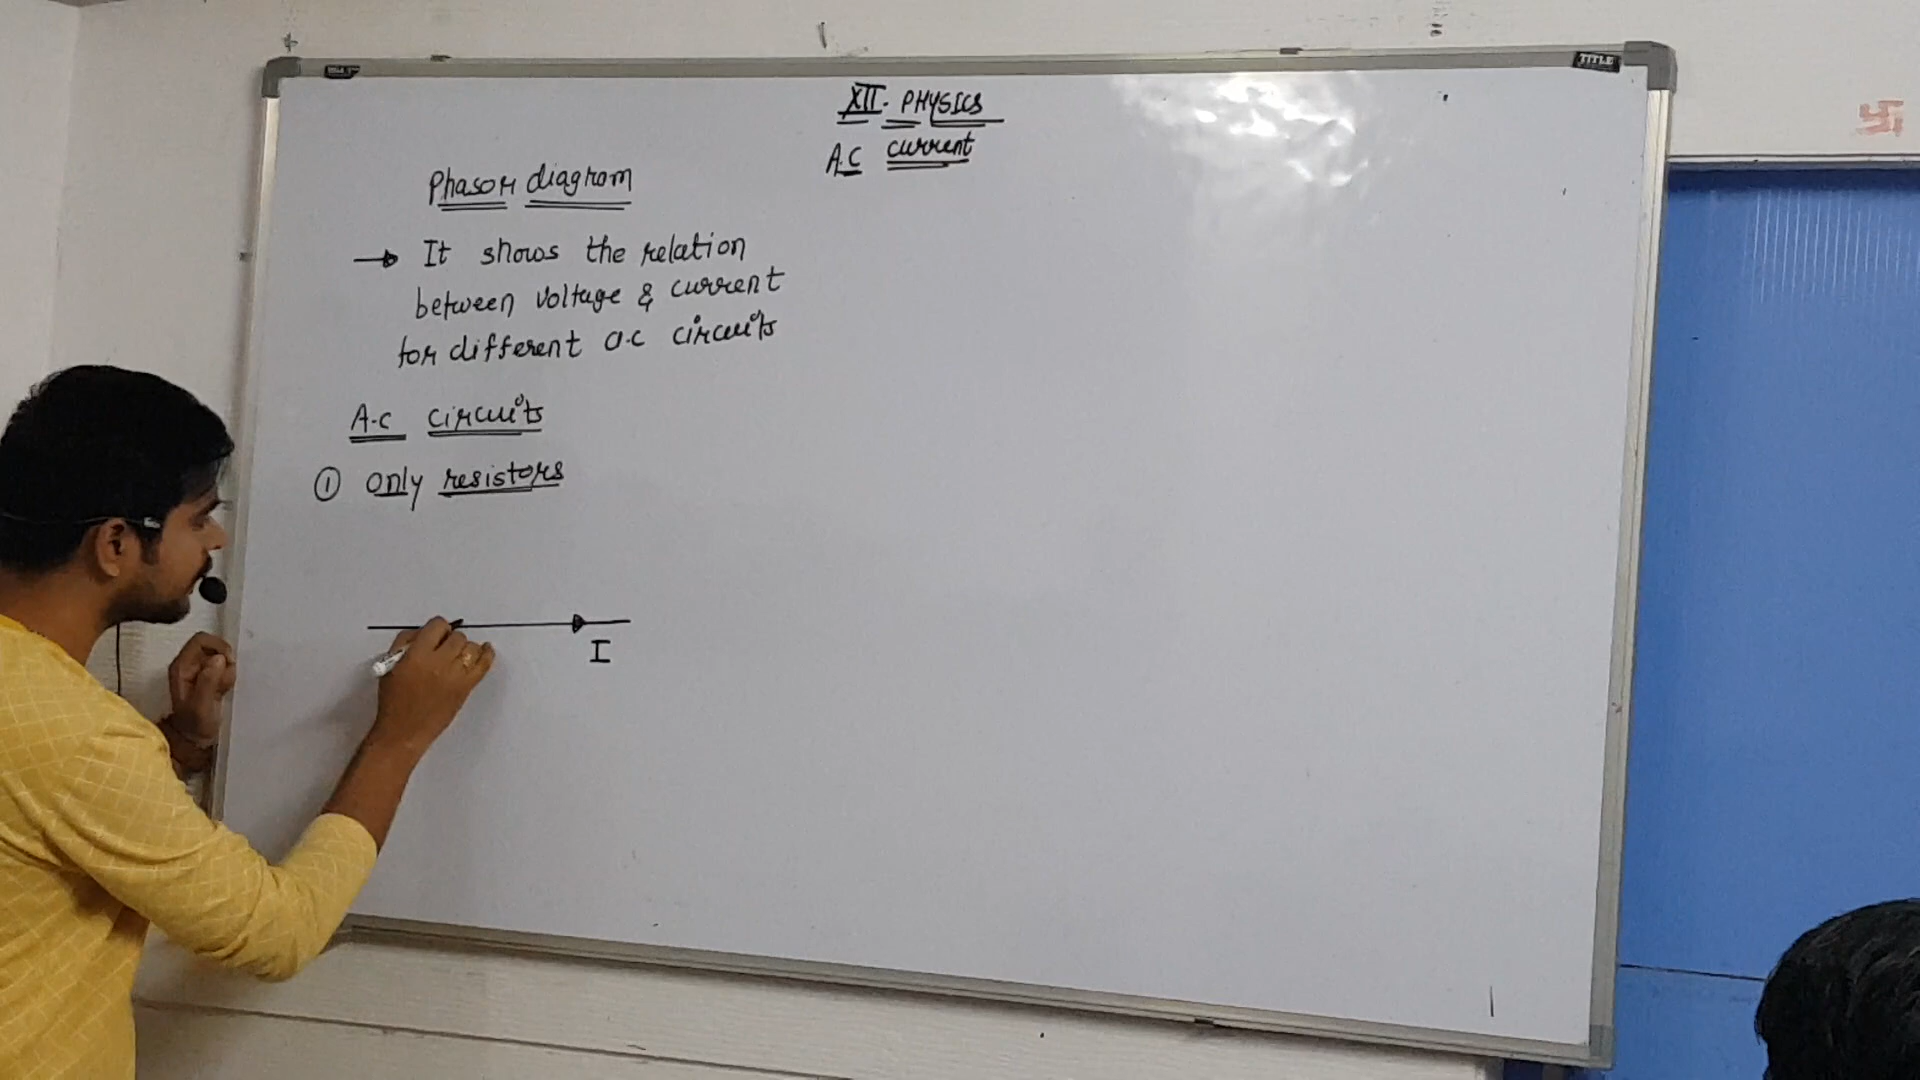 XII - PHYSICS
A.C current
Phasor diagram
→ It shows the relation
between voltage & current
for different a.c circuits
A.c circuits
① only resistors
I
TITLE